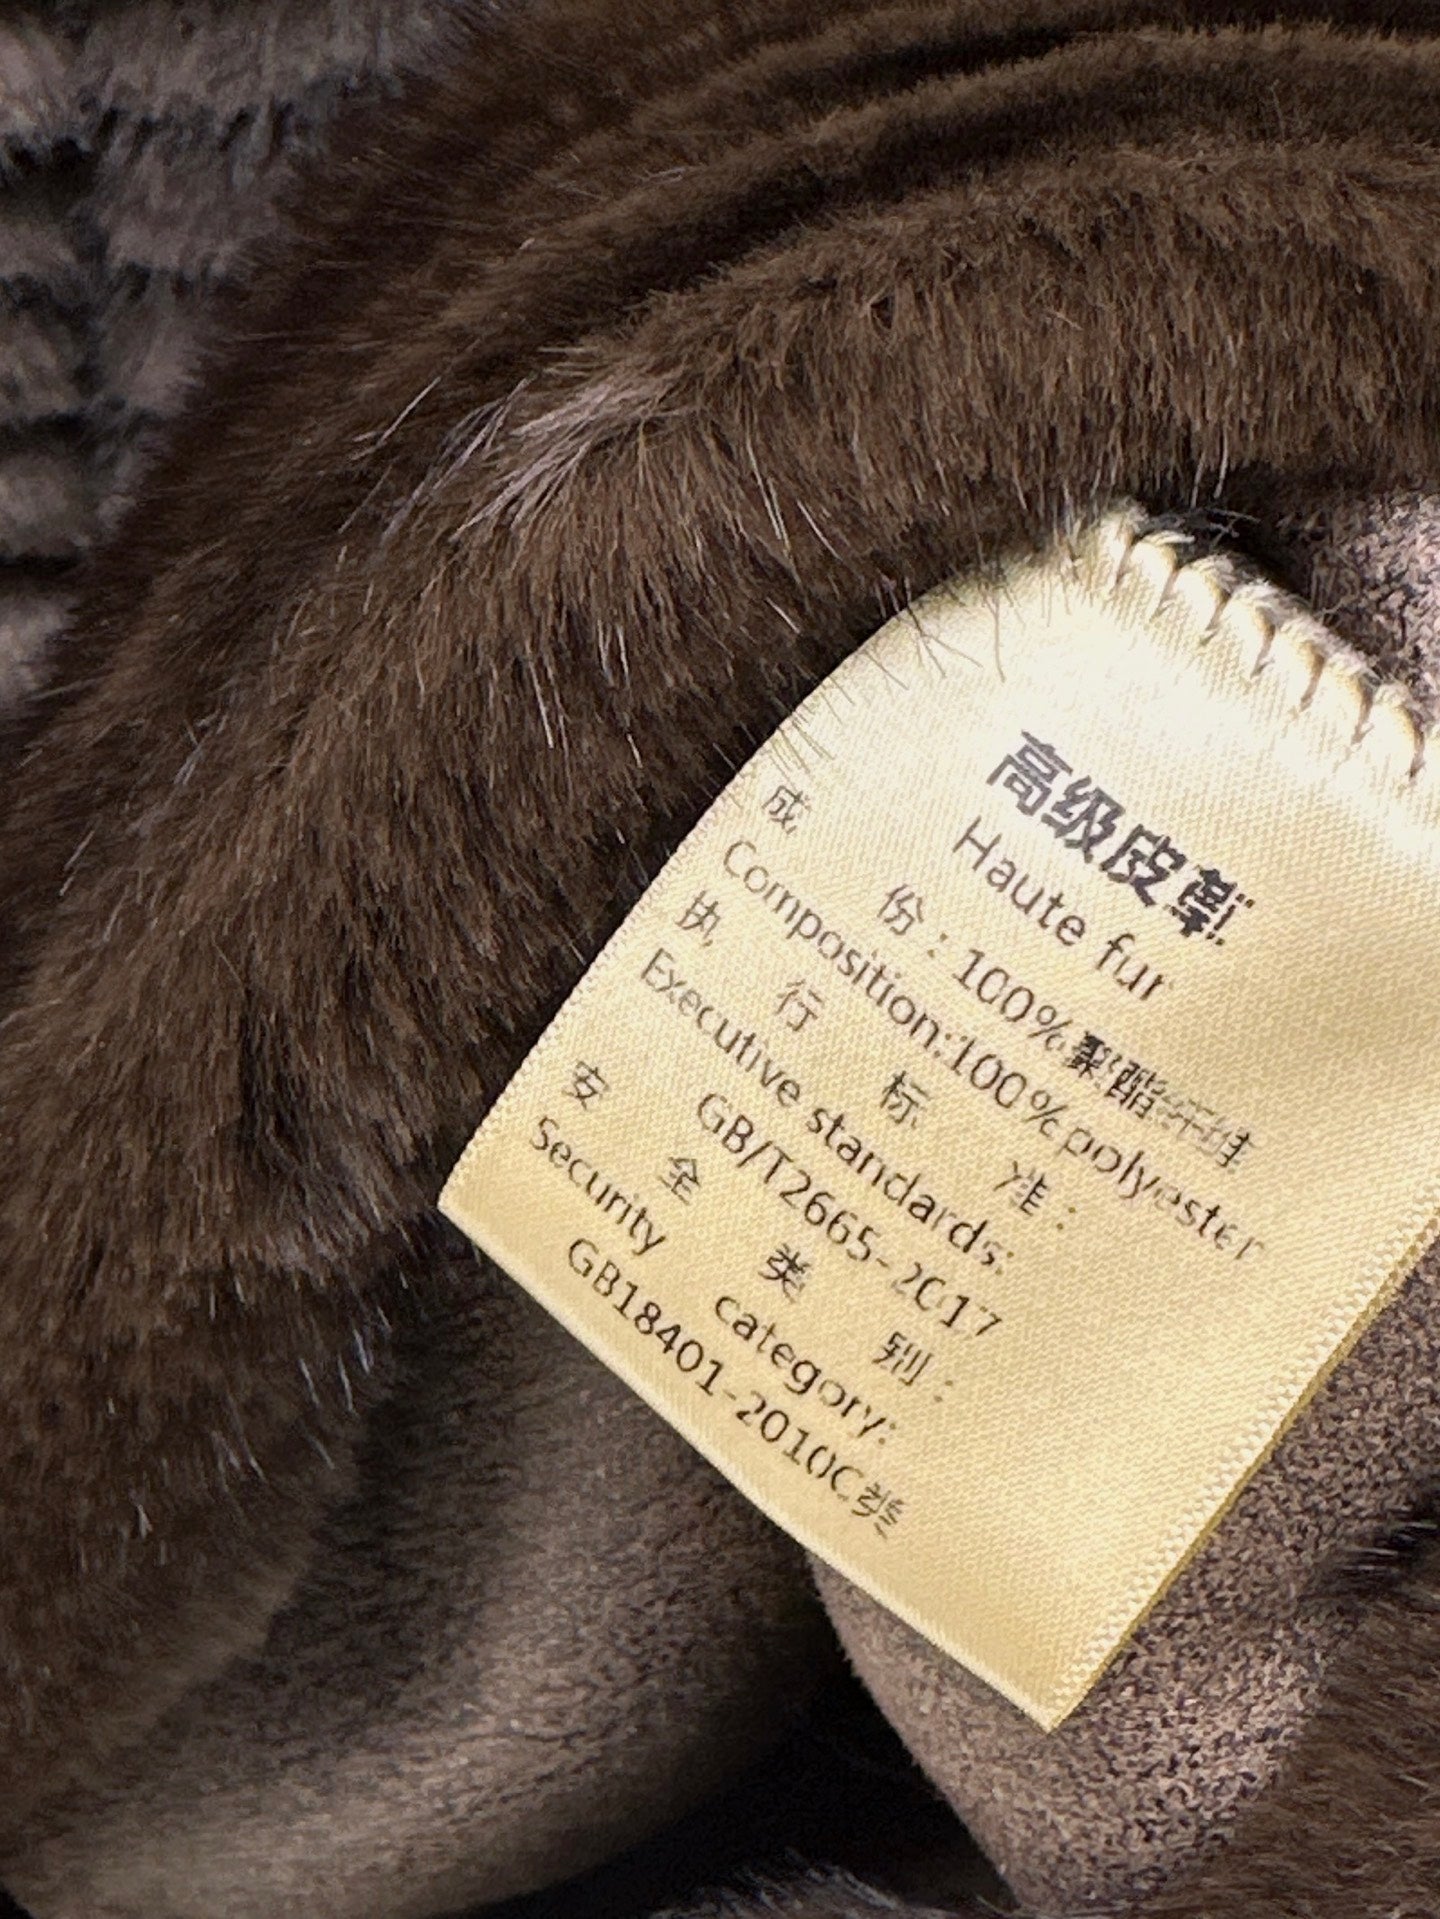 高级皮草
Haute fur
成 份：100%聚酯纤维
Composition:100%polyester
执 行 标 准：
Executive standards:
GB/T2665-2017
安 全 类 别：
Security category:
GB18401-2010C类